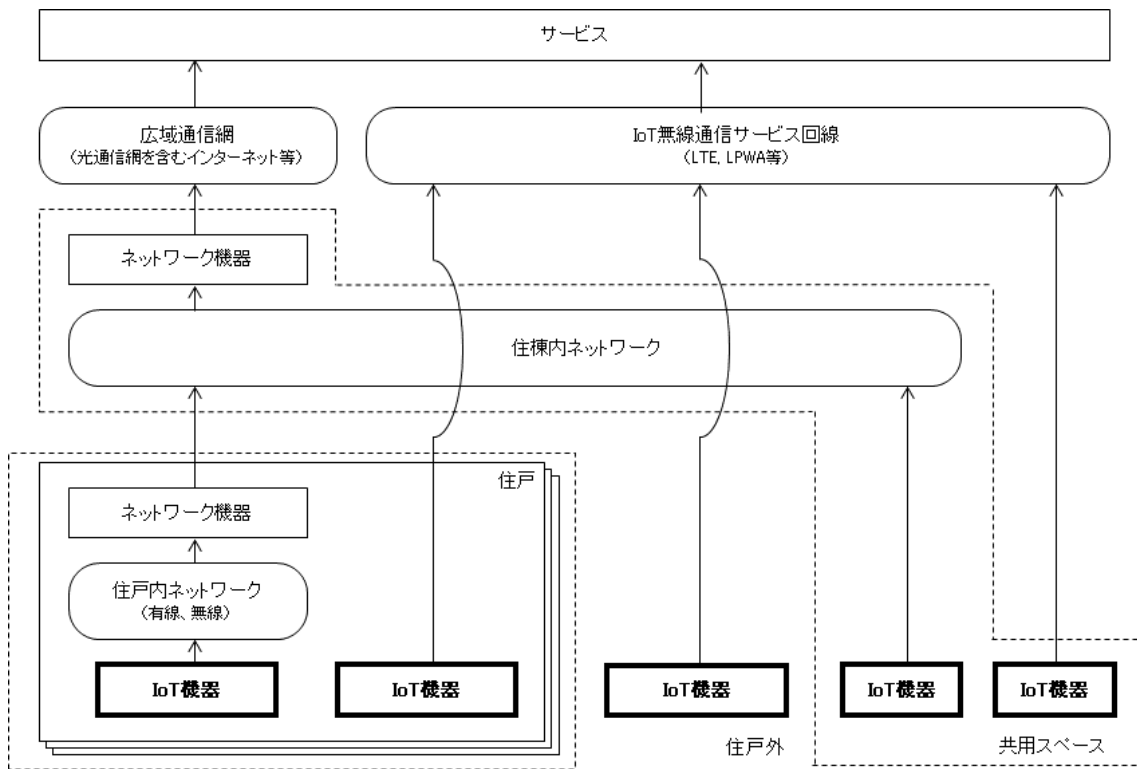 サービス
広域通信網
（光通信網を含むインターネット等）
IoT無線通信サービス回線
（LTE, LPWA等）
ネットワーク機器
住棟内ネットワーク
住戸
ネットワーク機器
住戸内ネットワーク
（有線、無線）
IoT機器
IoT機器
IoT機器
IoT機器
IoT機器
住戸外
共用スペース